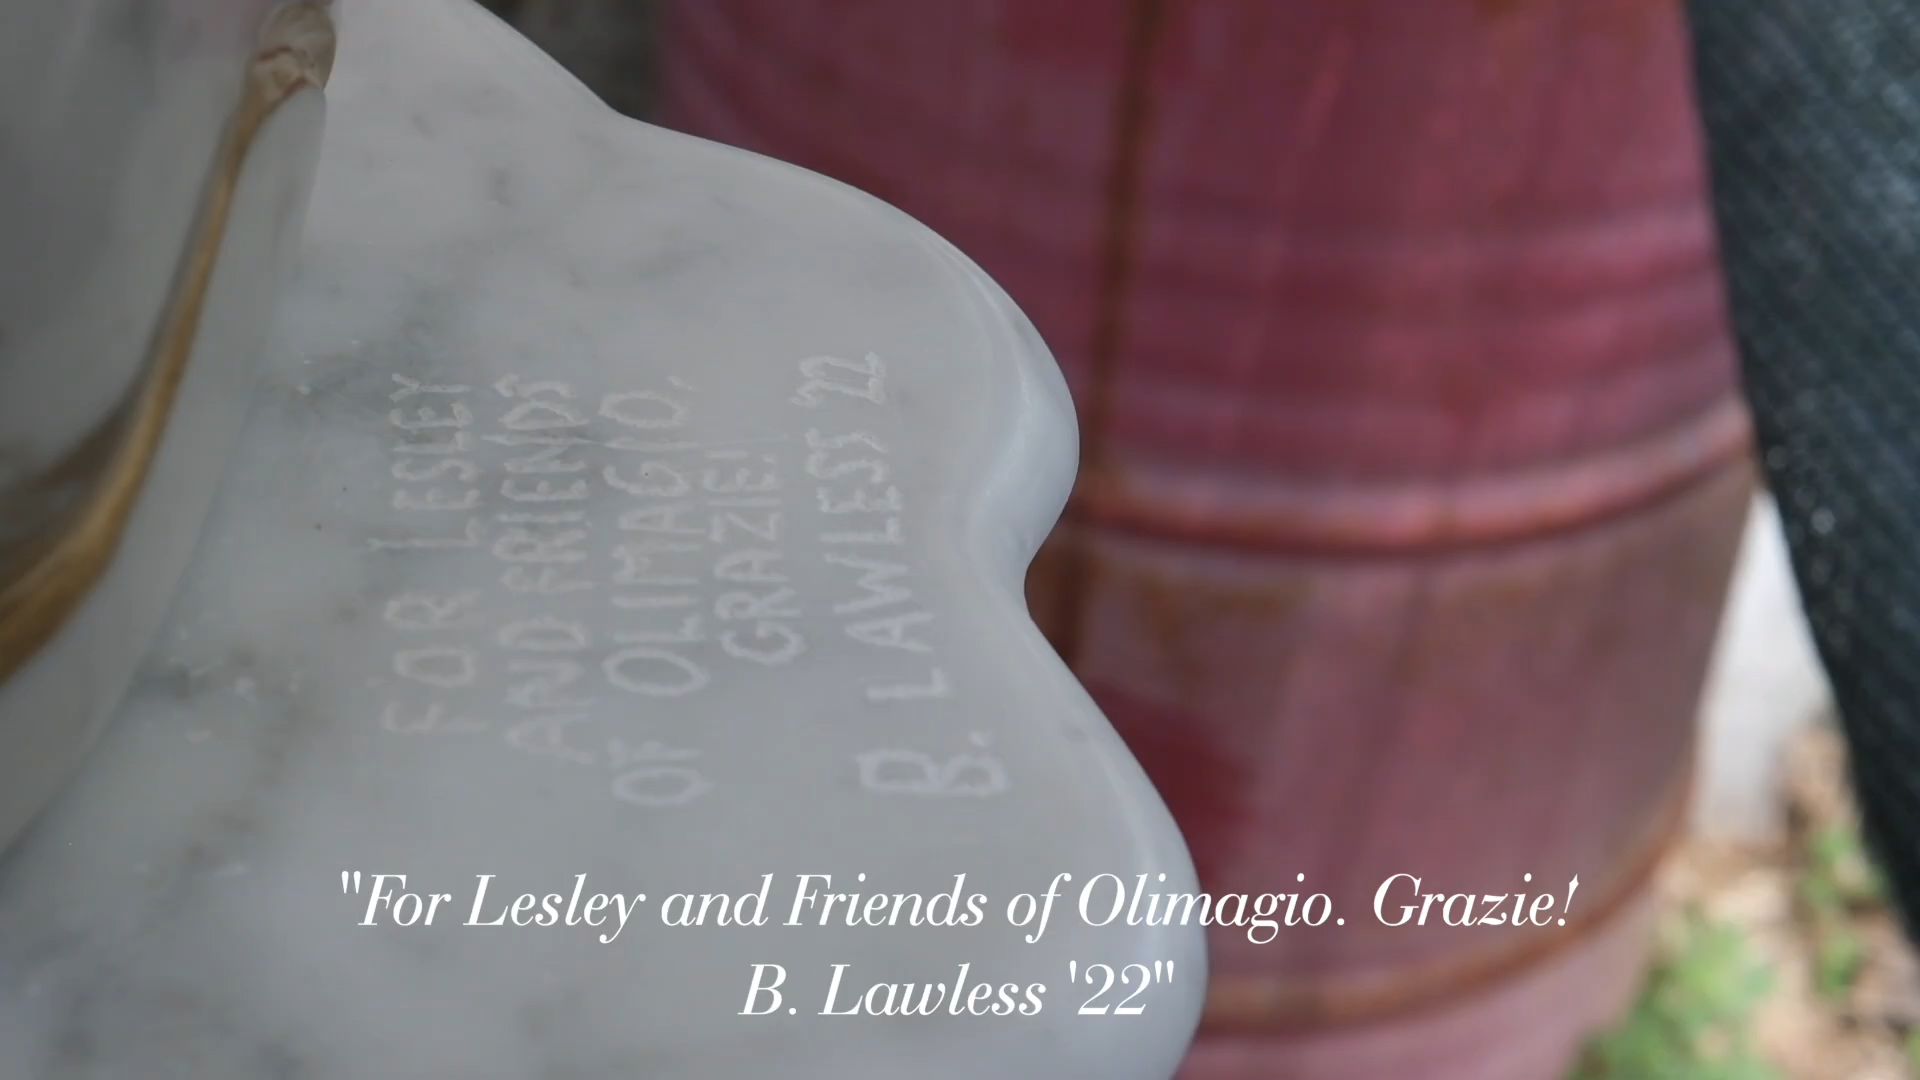 FOR LESLEY
AND FRIENDS
OF OLIMAGIO,
GRAZIE!
B. LAWLESS '22
"For Lesley and Friends of Olimagio. Grazie!
B. Lawless '22"